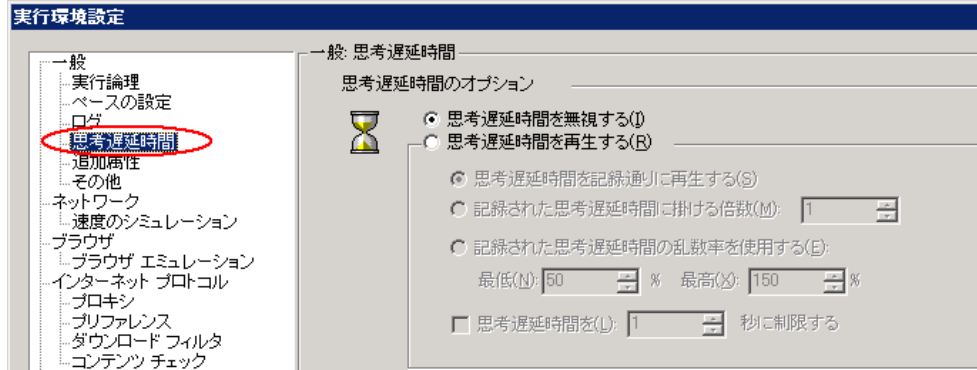 実行環境設定
一般
実行論理
ペースの設定
ログ
思考遅延時間
追加属性
その他
ネットワーク
速度のシミュレーション
ブラウザ
ブラウザ エミュレーション
インターネット プロトコル
プロキシ
プリファレンス
ダウンロード フィルタ
コンテンツ チェック
一般: 思考遅延時間
思考遅延時間のオプション
思考遅延時間を無視する(I)
思考遅延時間を再生する(R)
思考遅延時間を記録通りに再生する(S)
記録された思考遅延時間に掛ける倍数(M): 1
記録された思考遅延時間の乱数率を使用する(E):
最低(N): 50 % 最高(X): 150 %
思考遅延時間を(L): 1 秒に制限する